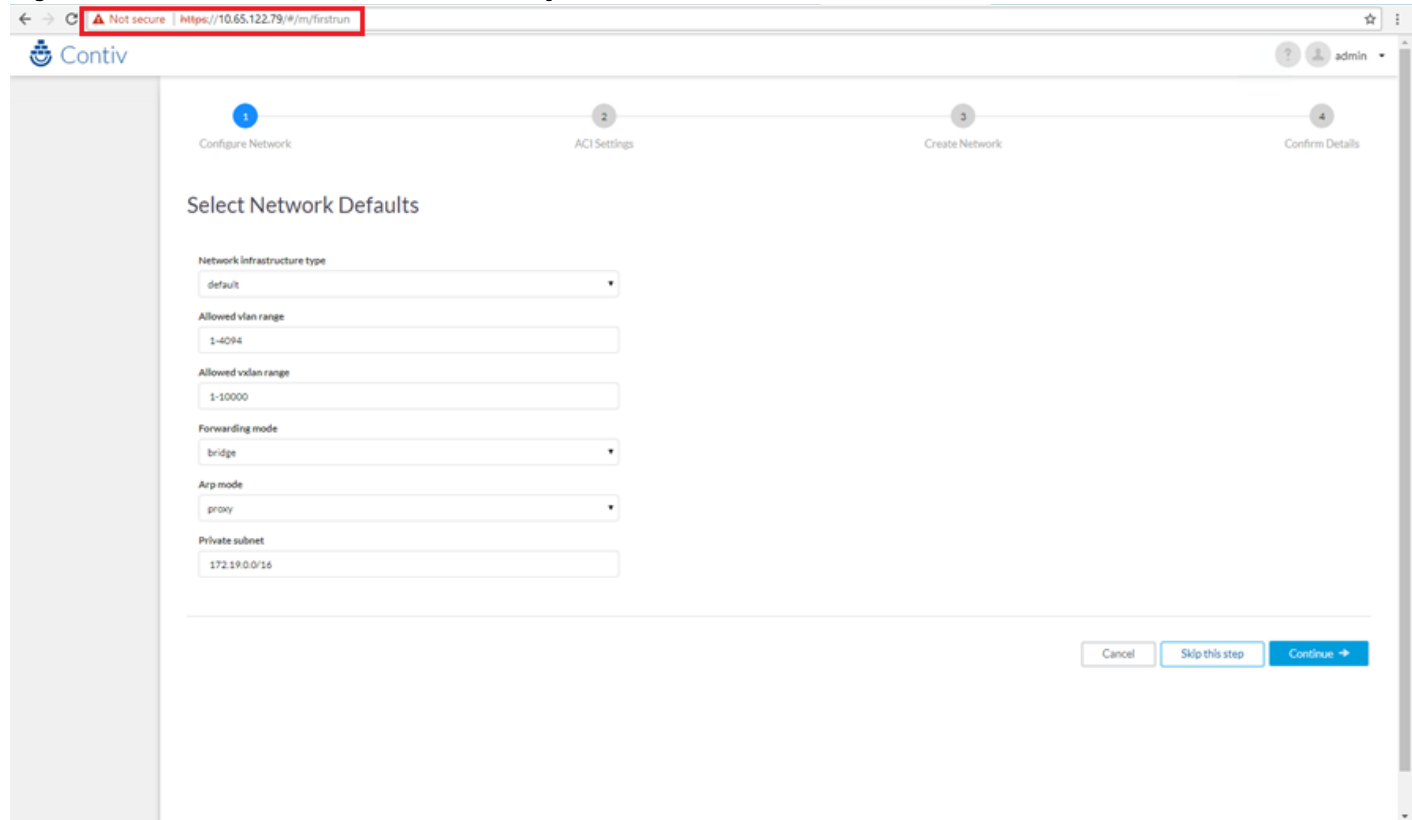 Not secure | https://10.65.122.79/#/m/firstrun
Contiv
? admin
1 2 3 4
Configure Network ACI Settings Create Network Confirm Details
Select Network Defaults
Network infrastructure type
default
Allowed vlan range
1-4094
Allowed vxlan range
1-10000
Forwarding mode
bridge
Arp mode
proxy
Private subnet
172.19.0.0/16
Cancel Skip this step Continue